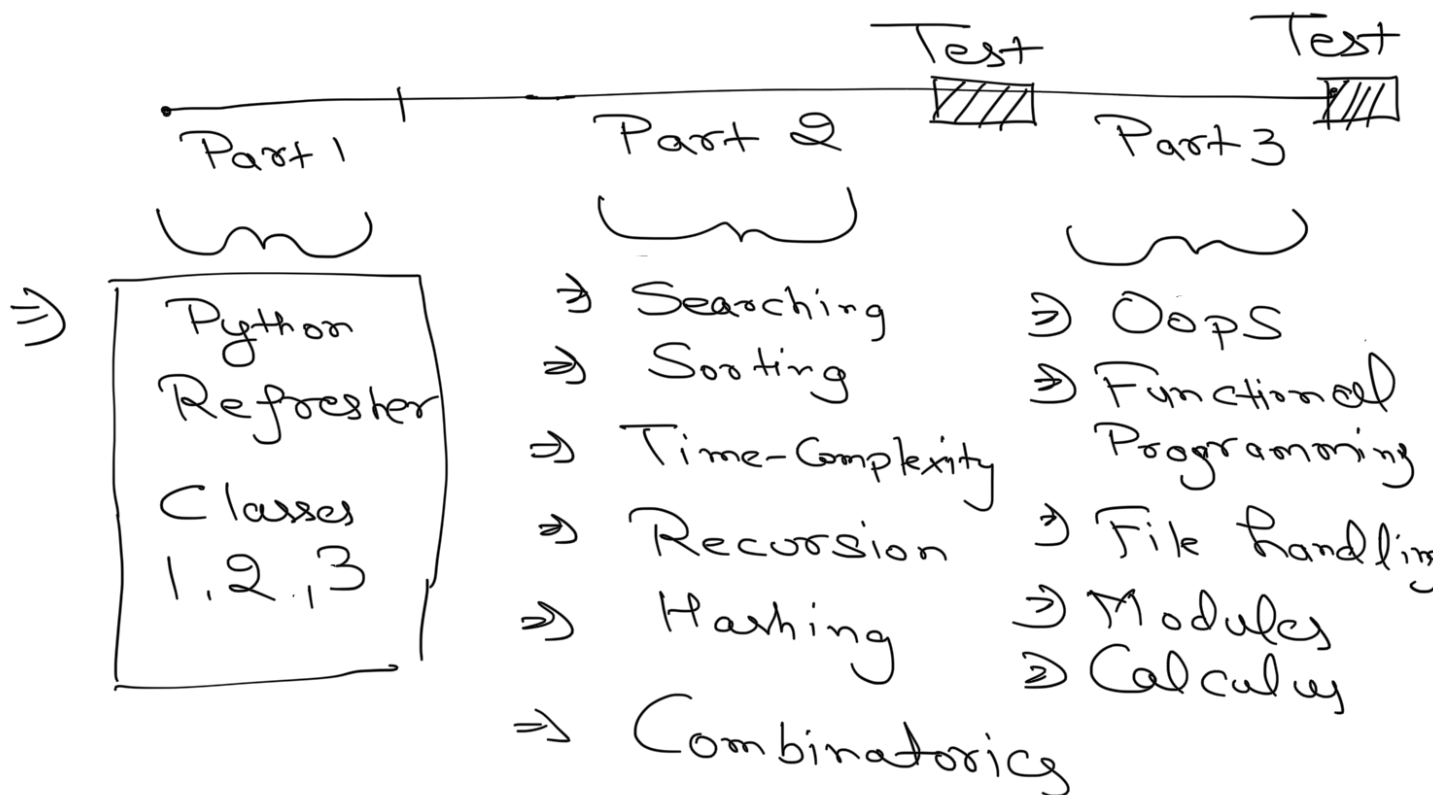 Test
Test
Part 1
Part 2
Part 3
⇒ Python
Refresher
Classes
1, 2, 3
⇒ Searching
⇒ Sorting
⇒ Time-Complexity
⇒ Recursion
⇒ Hashing
⇒ Combinatorics
⇒ Oops
⇒ Functional
Programming
⇒ File handling
⇒ Modules
⇒ Calculus